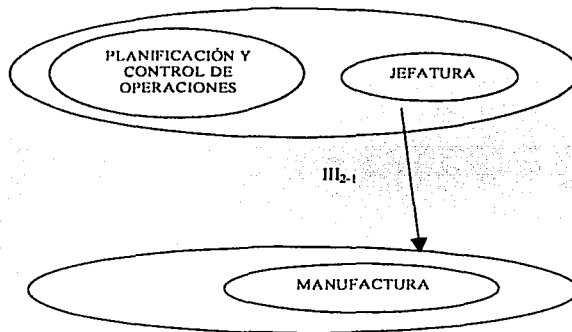 PLANIFICACIÓN Y
CONTROL DE
OPERACIONES
JEFATURA
III2-1
MANUFACTURA